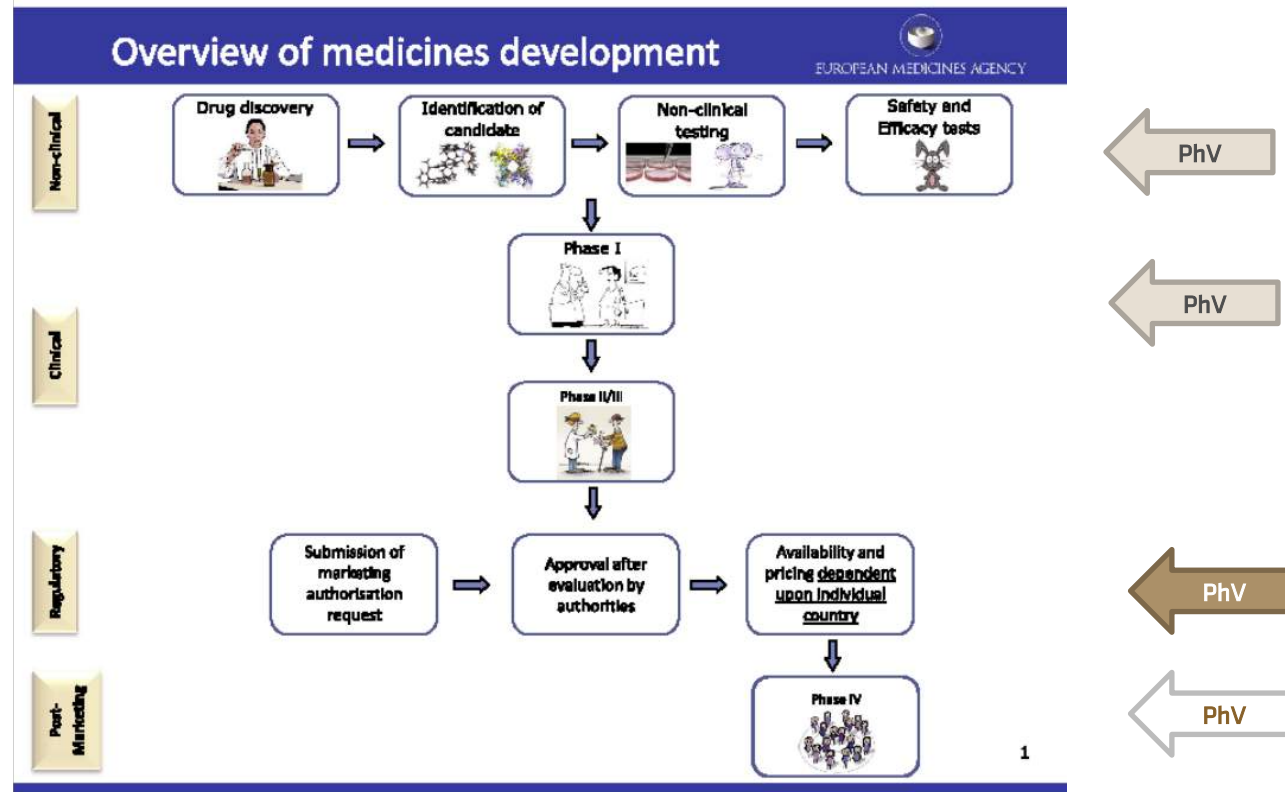 Overview of medicines development
EUROPEAN MEDICINES AGENCY
Non-clinical
Drug discovery
Identification of
candidate
Non-clinical
testing
Safety and
Efficacy tests
PhV
Phase I
PhV
Clinical
Phase II/III
Regulatory
Submission of
marketing
authorisation
request
Approval after
evaluation by
authorities
Availability and
pricing dependent
upon individual
country
PhV
Post-
Marketing
Phase IV
PhV
1